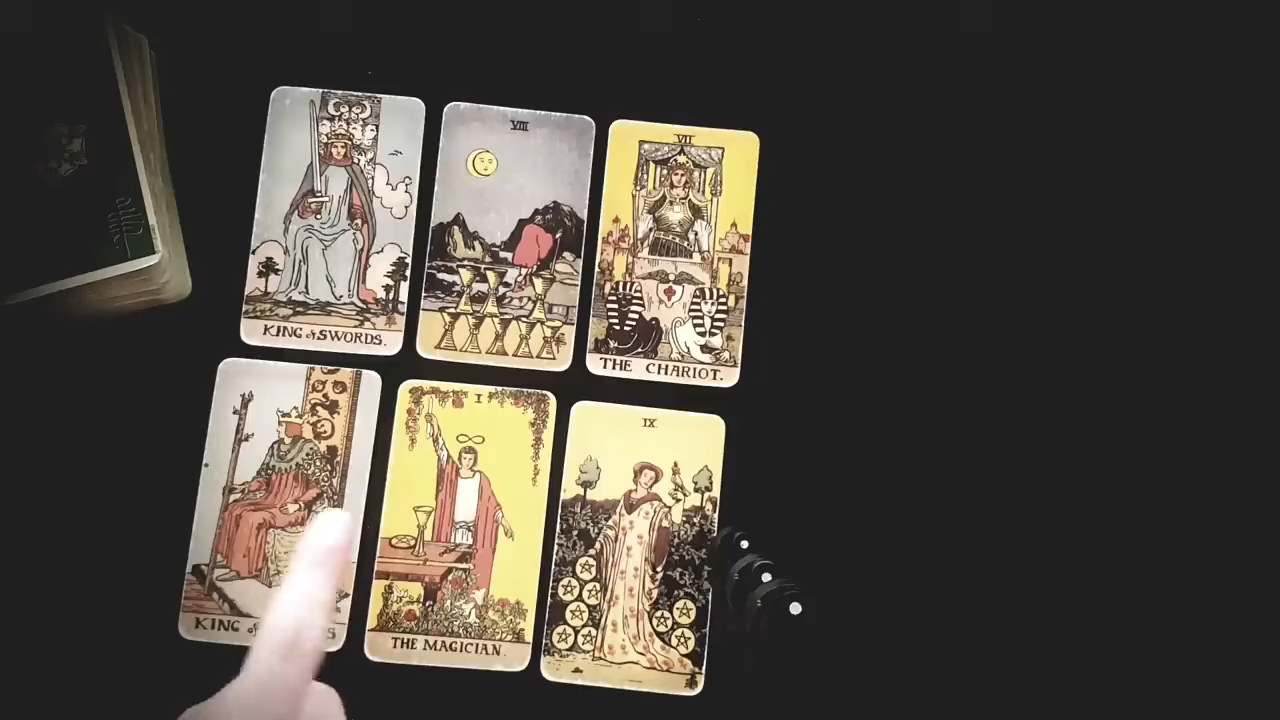 KING of SWORDS.
VIII
VII
THE CHARIOT.
KING
I
THE MAGICIAN.
IX